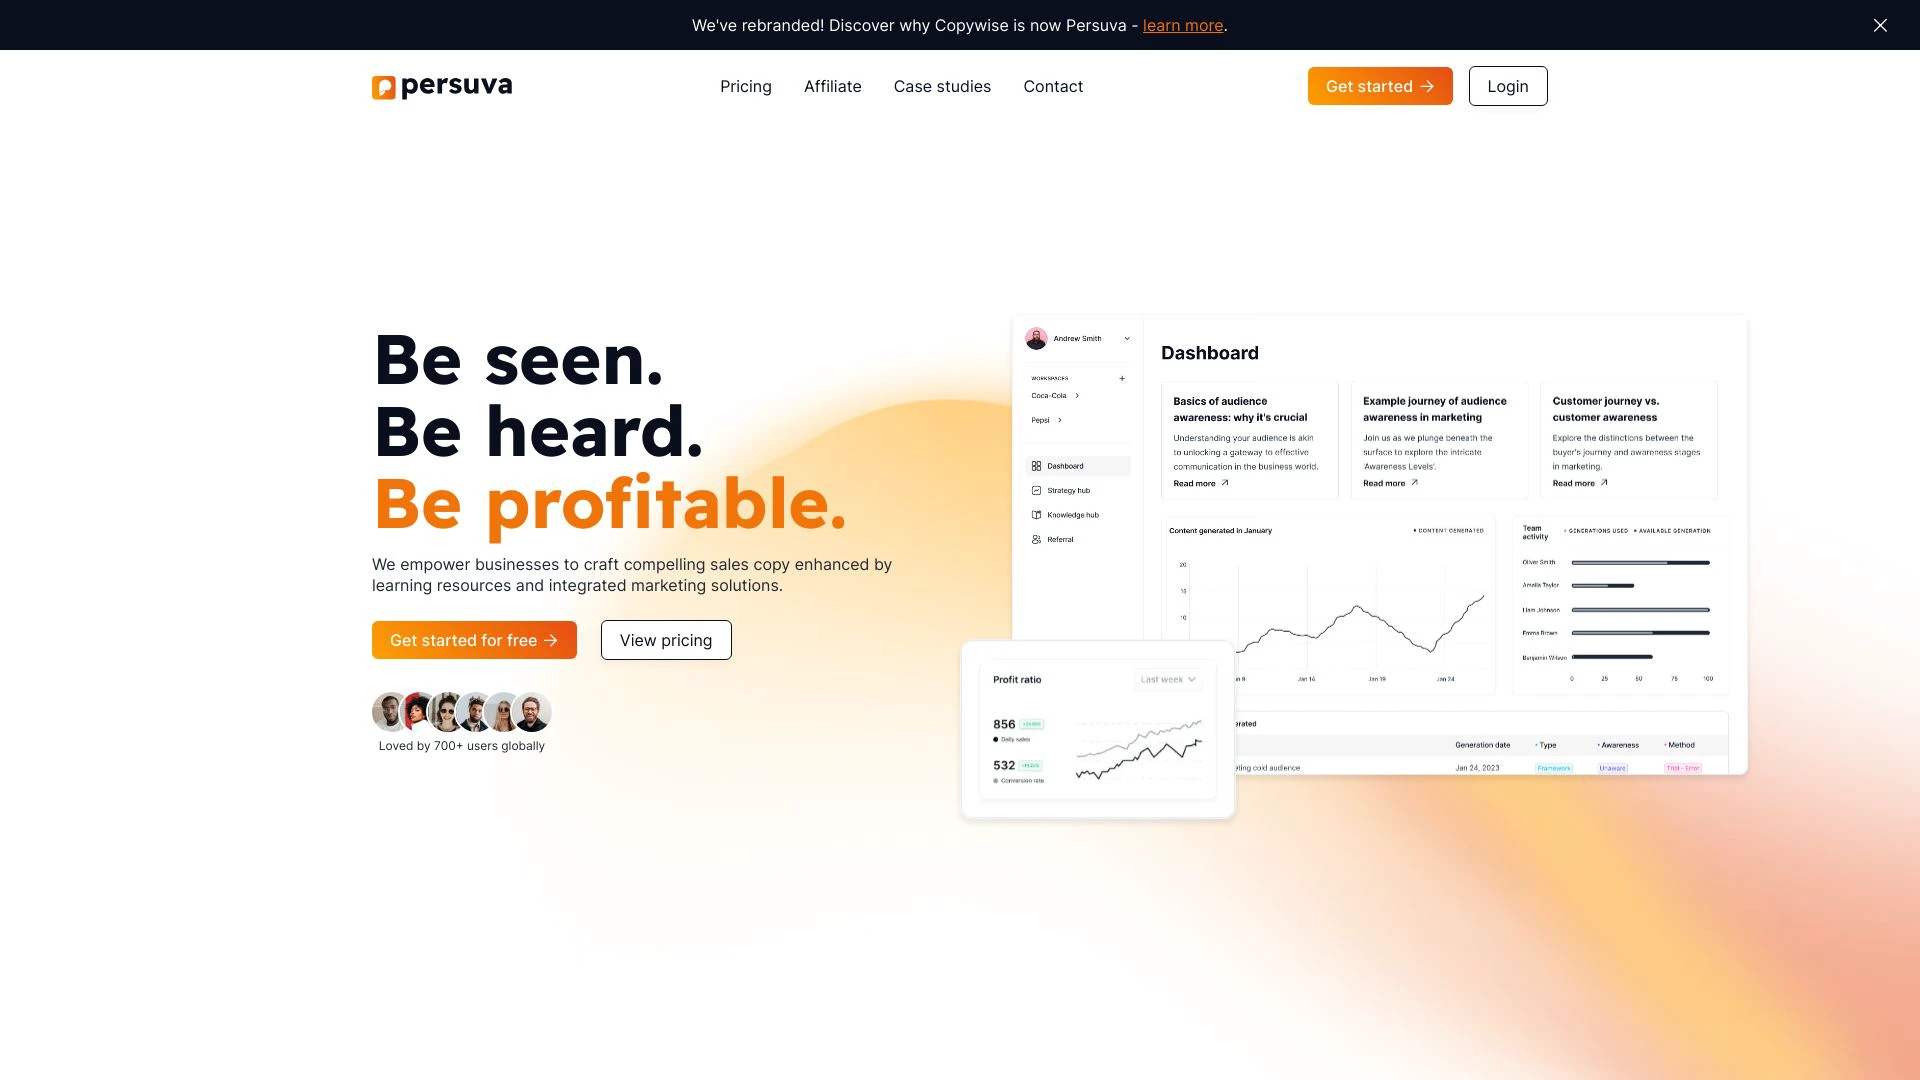 We've rebranded! Discover why Copywise is now Persuva - learn more.
persuva
Pricing
Affiliate
Case studies
Contact
Get started →
Login
Be seen.
Be heard.
Be profitable.
We empower businesses to craft compelling sales copy enhanced by
learning resources and integrated marketing solutions.
Get started for free →
View pricing
Loved by 700+ users globally
Andrew Smith
WORKSPACES
Coca-Cola
Pepsi
Dashboard
Strategy hub
Knowledge hub
Referral
Dashboard
Basics of audience
awareness: why it's crucial
Understanding your audience is akin
to unlocking a gateway to effective
communication in the business world.
Read more
Example journey of audience
awareness in marketing
Join us as we plunge beneath the
surface to explore the intricate
'Awareness Levels'.
Read more
Customer journey vs.
customer awareness
Explore the distinctions between the
buyer's journey and awareness stages
in marketing.
Read more
Content generated in January
CONTENT GENERATED
20
15
10
n 9
Jan 14
Jan 19
Jan 24
Team
activity
GENERATIONS USED
AVAILABLE GENERATION
Oliver Smith
Amelia Taylor
Liam Johnson
Emma Brown
Benjamin Wilson
0 25 50 75 100
Profit ratio
Last week
856
Daily sales
532
Conversion rate
erated
Generation date
Type
Awareness
Method
eting cold audience
Jan 24, 2023
Framework
Unaware
Trial - Error